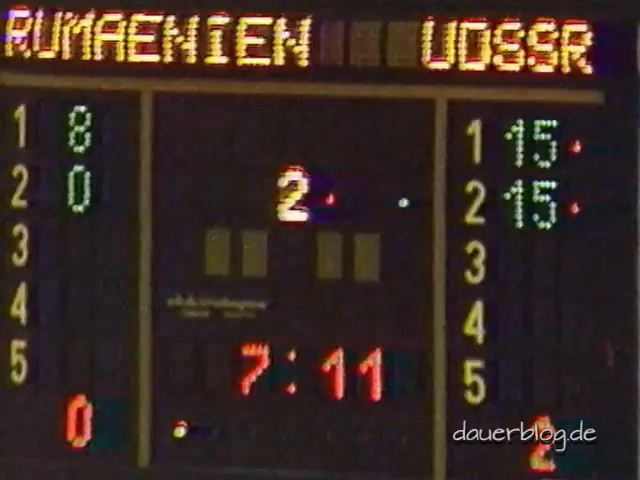 RUMAENIEN UDSSR
1 8 1 15
2 0 2 2 15
3 3
4 4
7:11
5 5
0 2
dauerblog.de